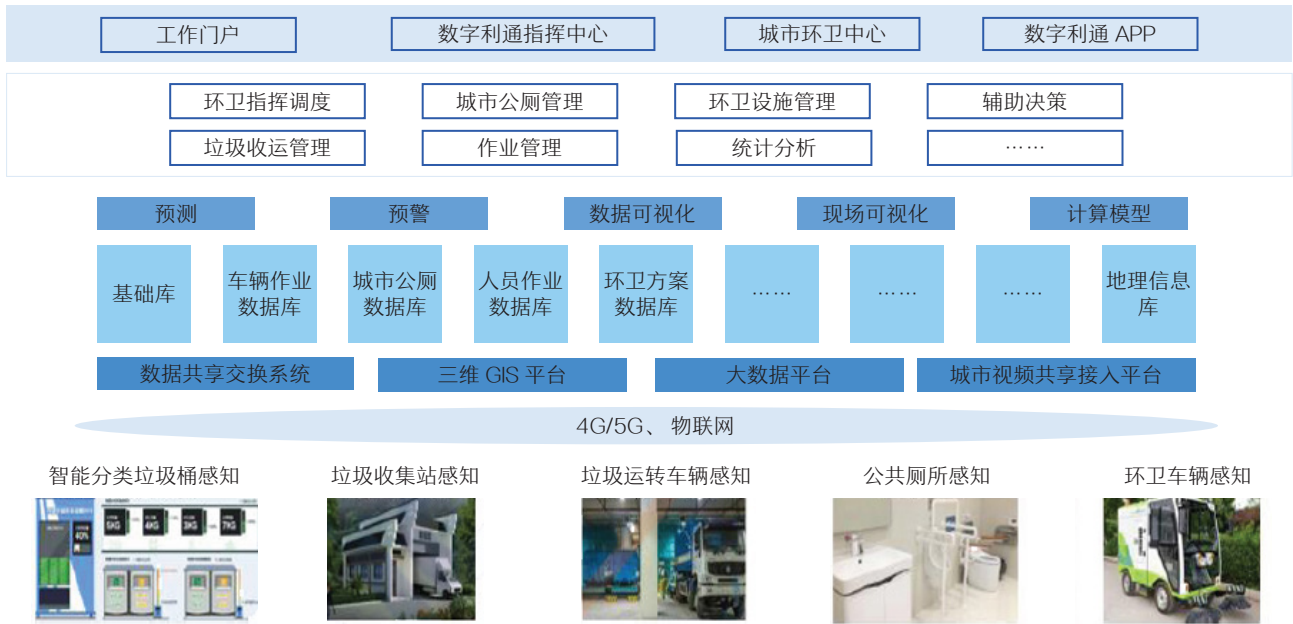 工作门户
数字利通指挥中心
城市环卫中心
数字利通 APP
环卫指挥调度
城市公厕管理
环卫设施管理
辅助决策
垃圾收运管理
作业管理
统计分析
……
预测
预警
数据可视化
现场可视化
计算模型
基础库
车辆作业
数据库
城市公厕
数据库
人员作业
数据库
环卫方案
数据库
……
……
……
地理信息
库
数据共享交换系统
三维 GIS 平台
大数据平台
城市视频共享接入平台
4G/5G、物联网
智能分类垃圾桶感知
垃圾收集站感知
垃圾运转车辆感知
公共厕所感知
环卫车辆感知
5KG
4KG
3KG
7KG
40%